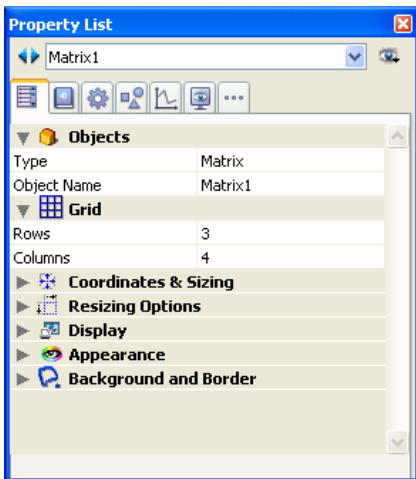 Property List
Matrix1
Objects
Type Matrix
Object Name Matrix1
Grid
Rows 3
Columns 4
Coordinates & Sizing
Resizing Options
Display
Appearance
Background and Border